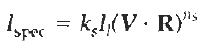 I_spec = k_s I_l (V · R)^{n_s}